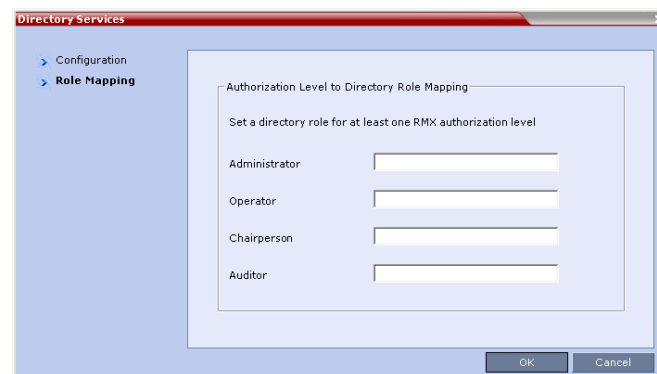 Directory Services
Configuration
Role Mapping
Authorization Level to Directory Role Mapping
Set a directory role for at least one RMX authorization level
Administrator
Operator
Chairperson
Auditor
OK
Cancel